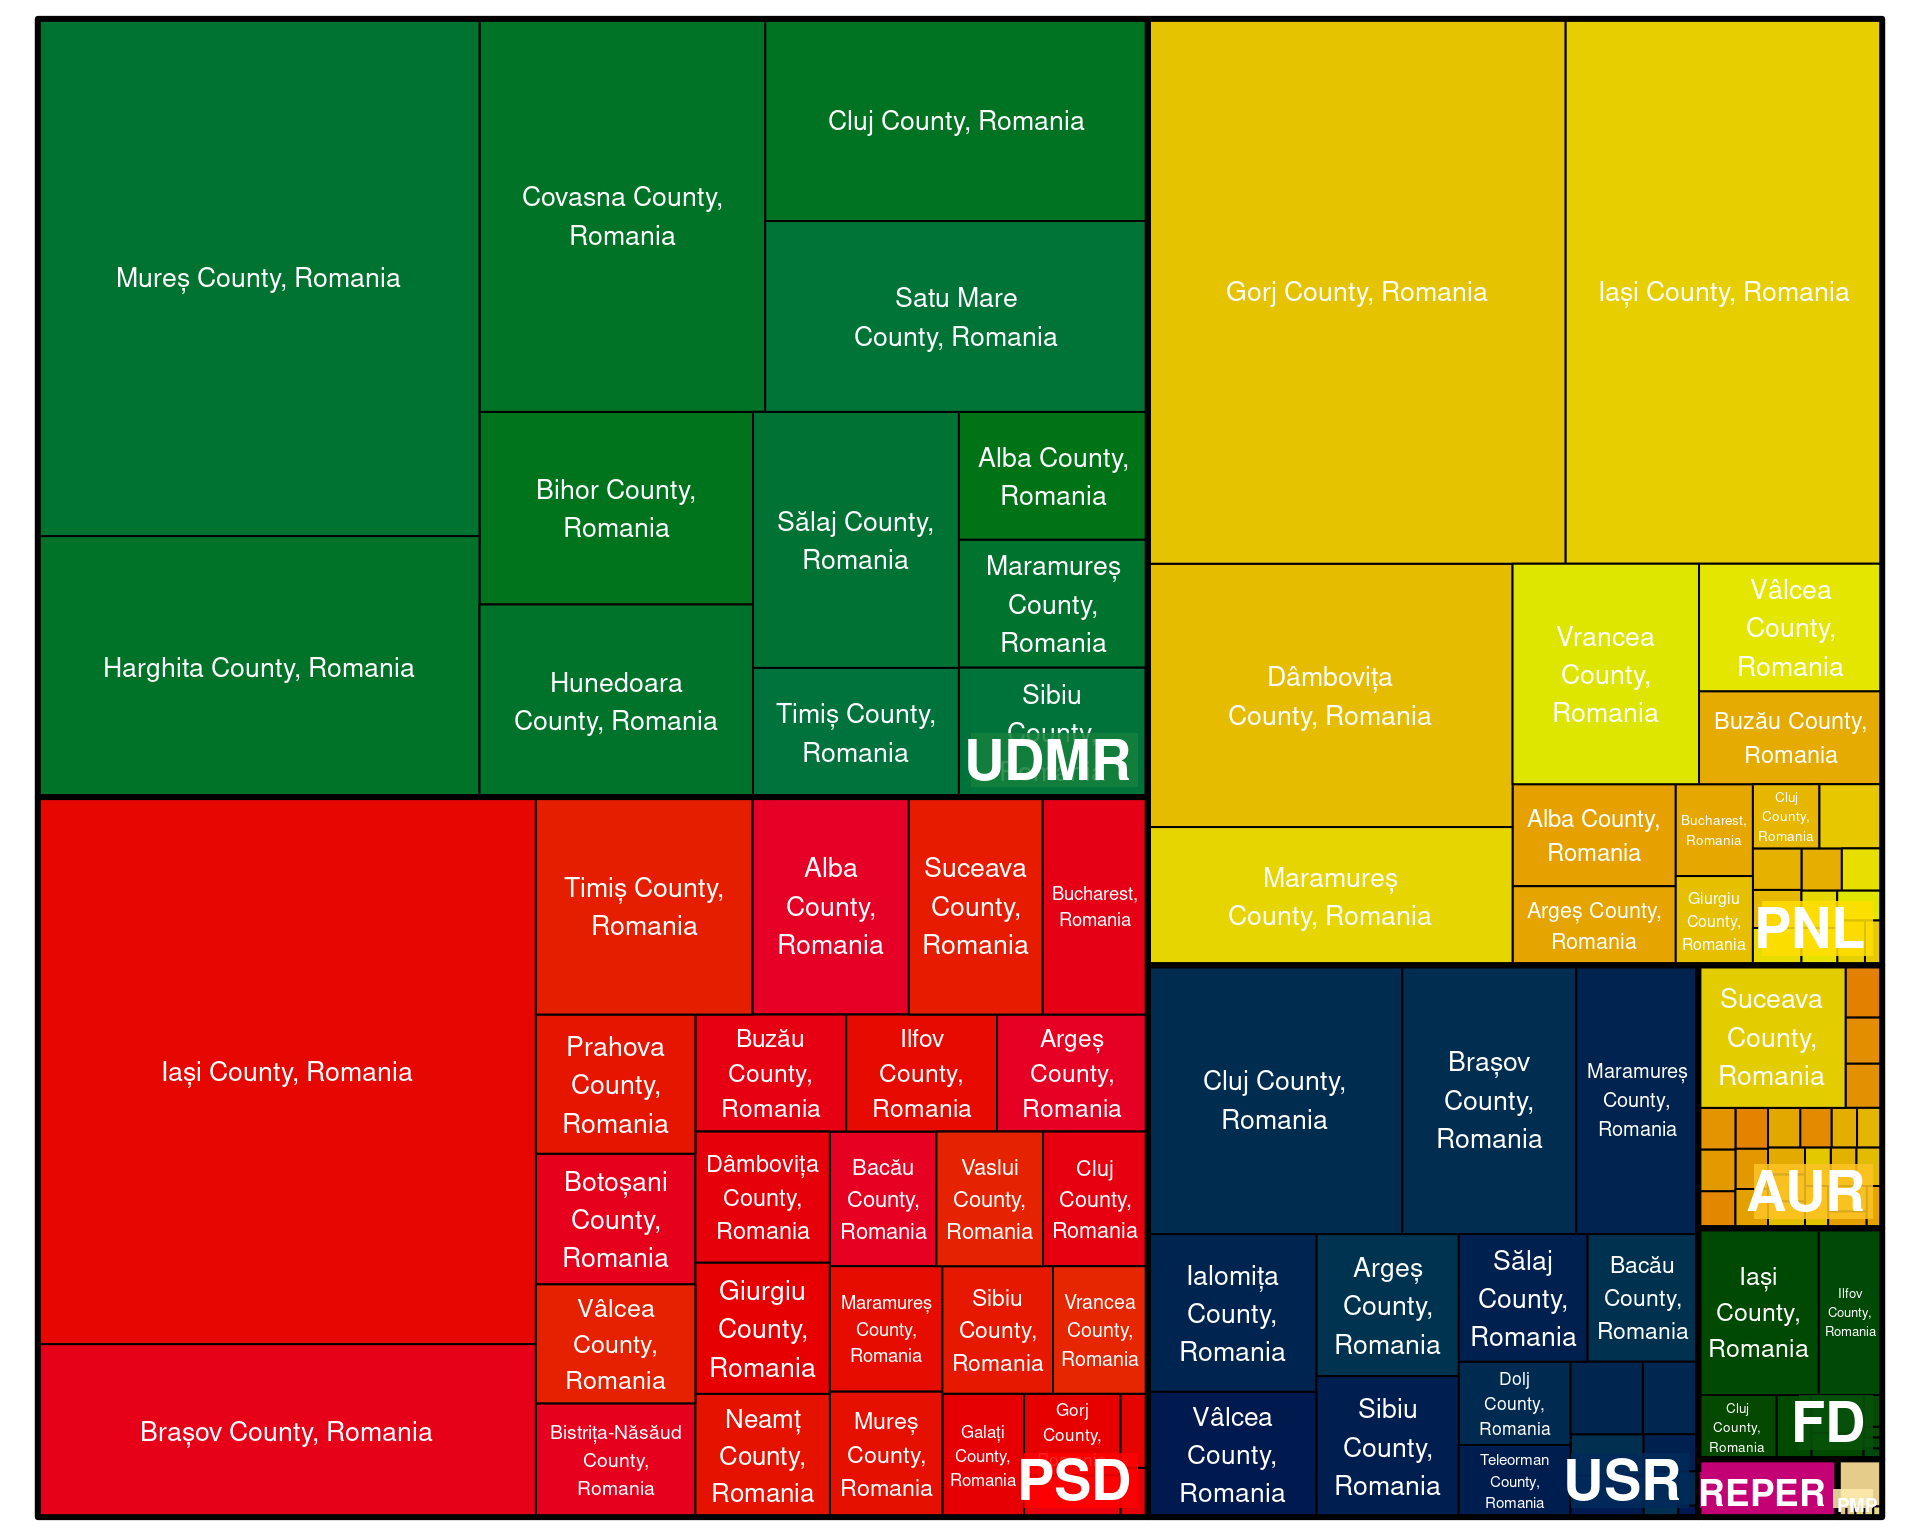 Mureș County, Romania
Covasna County,
Romania
Cluj County, Romania
Satu Mare
County, Romania
Harghita County, Romania
Bihor County,
Romania
Hunedoara
County, Romania
Sălaj County,
Romania
Timiș County,
Romania
Alba County,
Romania
Maramureș
County,
Romania
Sibiu
County,
UDMR
Gorj County, Romania
Iași County, Romania
Dâmbovița
County, Romania
Maramureș
County, Romania
Vrancea
County,
Romania
Vâlcea
County,
Romania
Buzău County,
Romania
Alba County,
Romania
Argeș County,
Romania
Bucharest,
Romania
Giurgiu
County,
Romania
Cluj
County,
Romania
PNL
Iași County, Romania
Brașov County, Romania
Timiș County,
Romania
Alba
County,
Romania
Suceava
County,
Romania
Bucharest,
Romania
Prahova
County,
Romania
Botoșani
County,
Romania
Vâlcea
County,
Romania
Bistrița-Năsăud
County,
Romania
Buzău
County,
Romania
Ilfov
County,
Romania
Argeș
County,
Romania
Dâmbovița
County,
Romania
Bacău
County,
Romania
Vaslui
County,
Romania
Cluj
County,
Romania
Giurgiu
County,
Romania
Maramureș
County,
Romania
Sibiu
County,
Romania
Vrancea
County,
Romania
Neamț
County,
Romania
Mureș
County,
Romania
Galați
County,
Romania
Gorj
County,
PSD
Cluj County,
Romania
Brașov
County,
Romania
Maramureș
County,
Romania
Ialomița
County,
Romania
Vâlcea
County,
Romania
Argeș
County,
Romania
Sibiu
County,
Romania
Sălaj
County,
Romania
Bacău
County,
Romania
Dolj
County,
Romania
Teleorman
County,
Romania
USR
Suceava
County,
Romania
AUR
Iași
County,
Romania
Ilfov
County,
Romania
Cluj
County,
Romania
FD
REPER
PMP